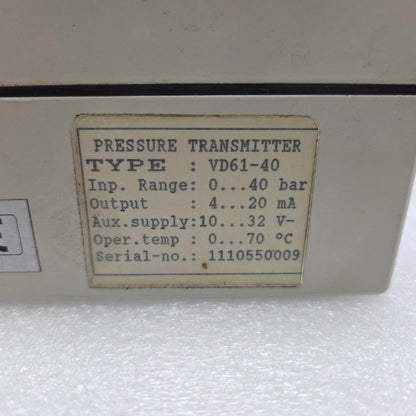 PRESSURE TRANSMITTER
TYPE : VD61-40
Inp. Range: 0...40 bar
Output : 4...20 mA
Aux.supply:10...32 V-
Oper.temp : 0...70 °C
Serial-no.: 1110550009